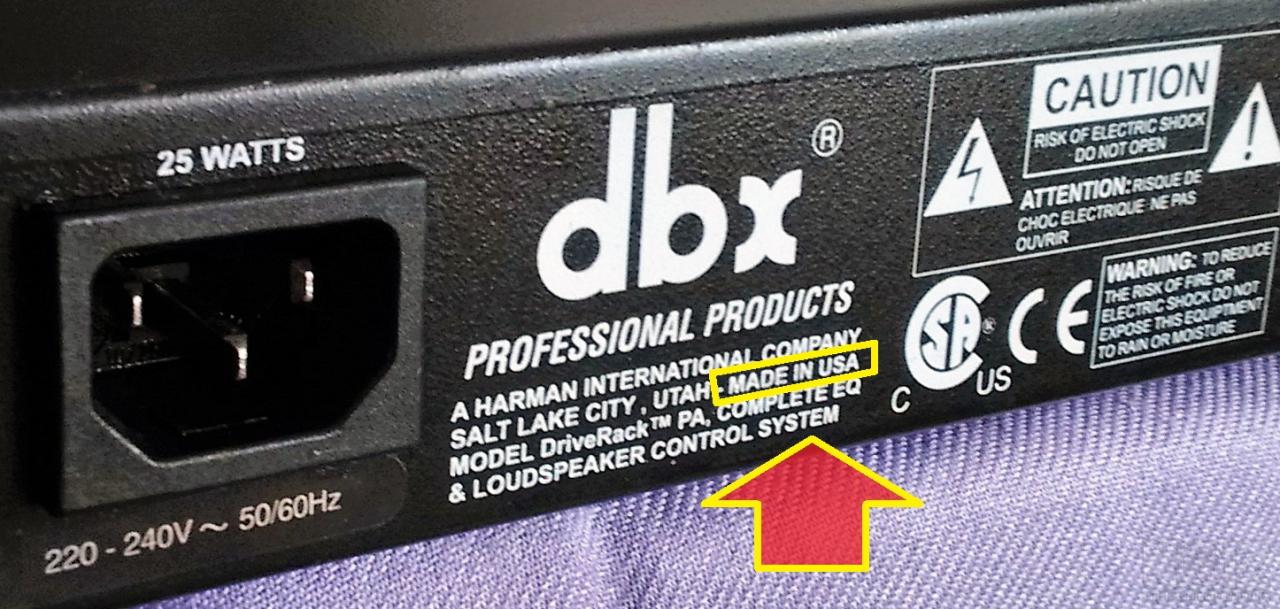 25 WATTS
220 - 240V ~ 50/60Hz
dbx ®
PROFESSIONAL PRODUCTS
A HARMAN INTERNATIONAL COMPANY
SALT LAKE CITY , UTAH - MADE IN USA
MODEL DriveRack™ PA, COMPLETE EQ
& LOUDSPEAKER CONTROL SYSTEM
CAUTION
RISK OF ELECTRIC SHOCK
DO NOT OPEN
ATTENTION: RISQUE DE
CHOC ELECTRIQUE NE PAS
OUVRIR
C SA ® US
CE
WARNING: TO REDUCE
THE RISK OF FIRE OR
ELECTRIC SHOCK DO NOT
EXPOSE THIS EQUIPTMENT
TO RAIN OR MOISTURE